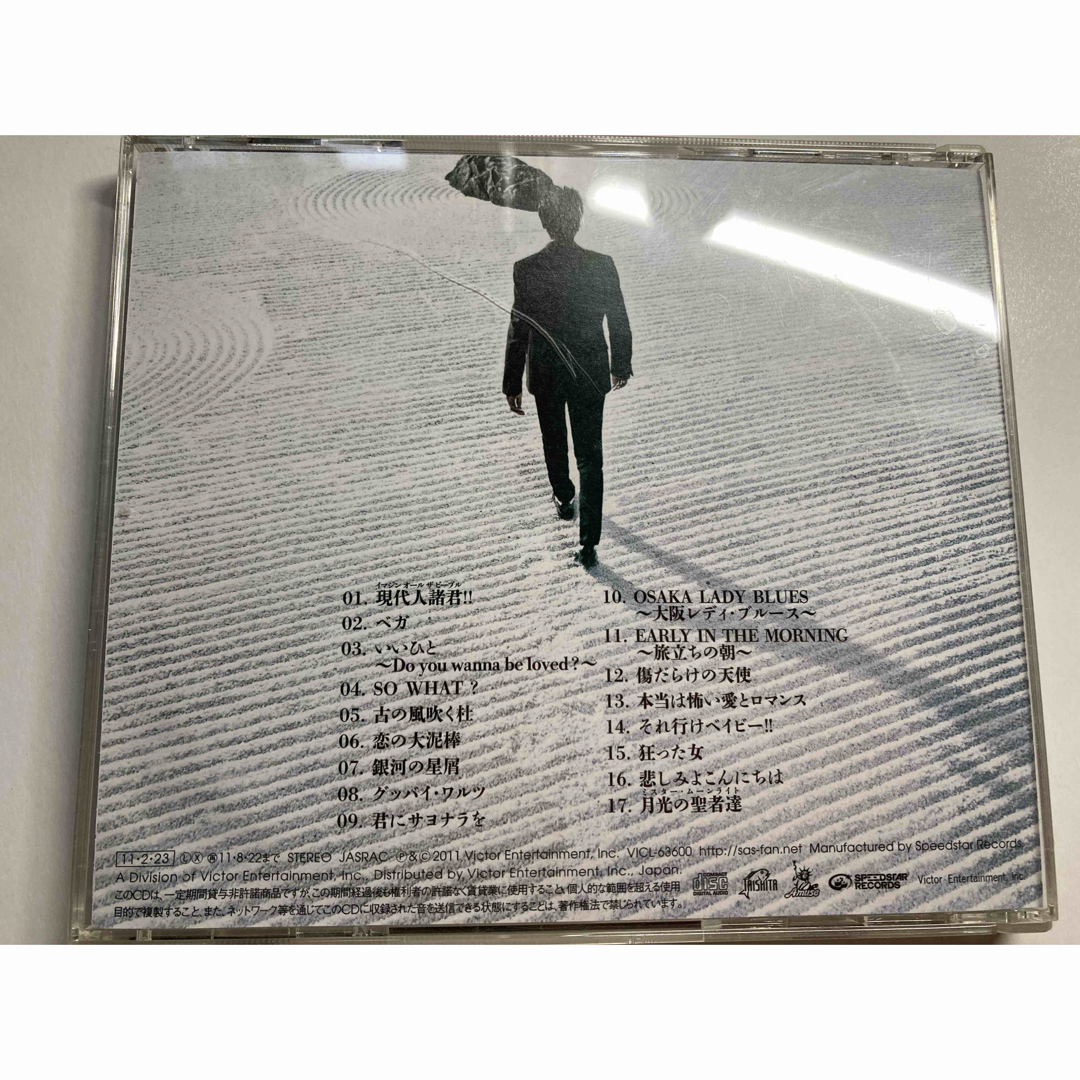 イマジン オール ザ ピープル
01. 現代人諸君!!
02. ベガ
03. いいひと
〜Do you wanna be loved ?〜
04. SO WHAT ?
05. 古の風吹く杜
06. 恋の大泥棒
07. 銀河の星屑
08. グッバイ・ワルツ
09. 君にサヨナラを
10. OSAKA LADY BLUES
〜大阪レディ・ブルース〜
11. EARLY IN THE MORNING
〜旅立ちの朝〜
12. 傷だらけの天使
13. 本当は怖い愛とロマンス
14. それ行けベイビー!!
15. 狂った女
16. 悲しみよこんにちは
ミスター・ムーンライト
17. 月光の聖者達
11・2・23 Ⓛ Ⓧ 11・8・22まで STEREO JASRAC ℗&©2011 Victor Entertainment, Inc. VICL-63600 http://sas-fan.net Manufactured by Speedstar Records,
A Division of Victor Entertainment, Inc., Distributed by Victor Entertainment, Inc., Japan.
このCDは、一定期間貸与非許諾商品ですが、この期間経過後も権利者の許諾なく賃貸業に使用すること、個人的な範囲を超える使用
目的で複製すること、また、ネットワーク等を通じてこのCDに収録された音を送信できる状態にすることは、著作権法で禁じられています。
COMPACT disc DIGITAL AUDIO
TAISHITA
SPEEDSTAR RECORDS
Victor Entertainment, Inc.